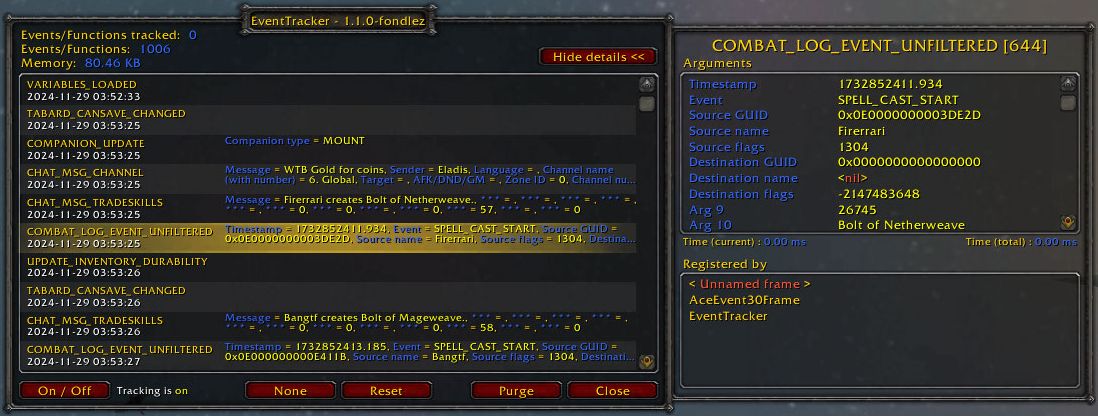 EventTracker - 1.1.0-fondlez
Events/Functions tracked: 0
Events/Functions: 1006
Memory: 80.46 KB
Hide details <<
VARIABLES_LOADED
2024-11-29 03:52:33
TABARD_CANSAVE_CHANGED
2024-11-29 03:53:25
COMPANION_UPDATE
2024-11-29 03:53:25
Companion type = MOUNT
CHAT_MSG_CHANNEL
2024-11-29 03:53:25
Message = WTB Gold for coins, Sender = Eladis, Language = , Channel name
(with number) = 6. Global, Target = , AFK/DND/GM = , Zone ID = 0, Channel nu...
CHAT_MSG_TRADESKILLS
2024-11-29 03:53:25
Message = Firerrari creates Bolt of Netherweave., *** = , *** = , *** = , *** = ,
*** = , *** = 0, *** = 0, *** = , *** = 0, *** = 57, *** = , *** = 0
COMBAT_LOG_EVENT_UNFILTERED
2024-11-29 03:53:25
Timestamp = 1732852411.934, Event = SPELL_CAST_START, Source GUID =
0x0E0000000003DE2D, Source name = Firerrari, Source flags = 1304, Destina...
UPDATE_INVENTORY_DURABILITY
2024-11-29 03:53:26
TABARD_CANSAVE_CHANGED
2024-11-29 03:53:26
CHAT_MSG_TRADESKILLS
2024-11-29 03:53:26
Message = Bangtf creates Bolt of Mageweave., *** = , *** = , *** = , *** = ,
*** = , *** = 0, *** = 0, *** = , *** = 0, *** = 58, *** = , *** = 0
COMBAT_LOG_EVENT_UNFILTERED
2024-11-29 03:53:27
Timestamp = 1732852413.185, Event = SPELL_CAST_START, Source GUID =
0x0E0000000000E411B, Source name = Bangtf, Source flags = 1304, Destinati...
On / Off
Tracking is on
None
Reset
Purge
Close
COMBAT_LOG_EVENT_UNFILTERED [644]
Arguments
Timestamp 1732852411.934
Event SPELL_CAST_START
Source GUID 0x0E0000000003DE2D
Source name Firerrari
Source flags 1304
Destination GUID 0x0000000000000000
Destination name <nil>
Destination flags -2147483648
Arg 9 26745
Arg 10 Bolt of Netherweave
Time (current) : 0.00 ms
Time (total) : 0.00 ms
Registered by
< Unnamed frame >
AceEvent30Frame
EventTracker